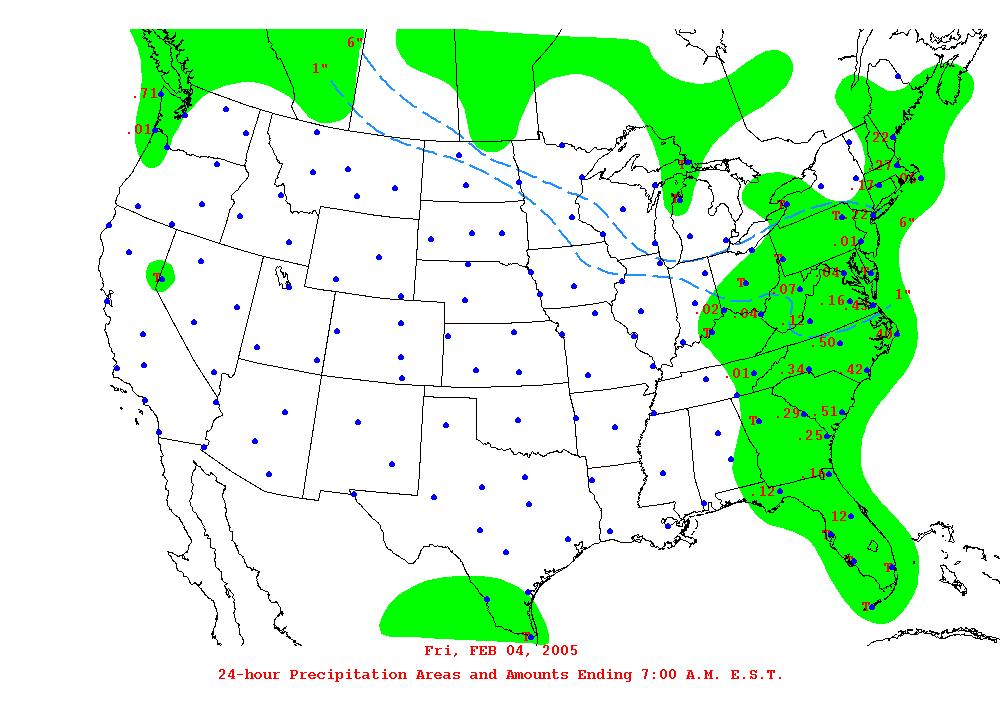 6"
1"
.71
.01
.22
T
.27
.17
T
T
T .22
6"
.01
T
.04 T
T
.07
1"
.02
.04
.16
.43
.12
T
.40
.50
.01
.34
.42
T
.29
.51
.25
.16
.12
.12
T
T
T
T
T
Fri, FEB 04, 2005
24-hour Precipitation Areas and Amounts Ending 7:00 A.M. E.S.T.